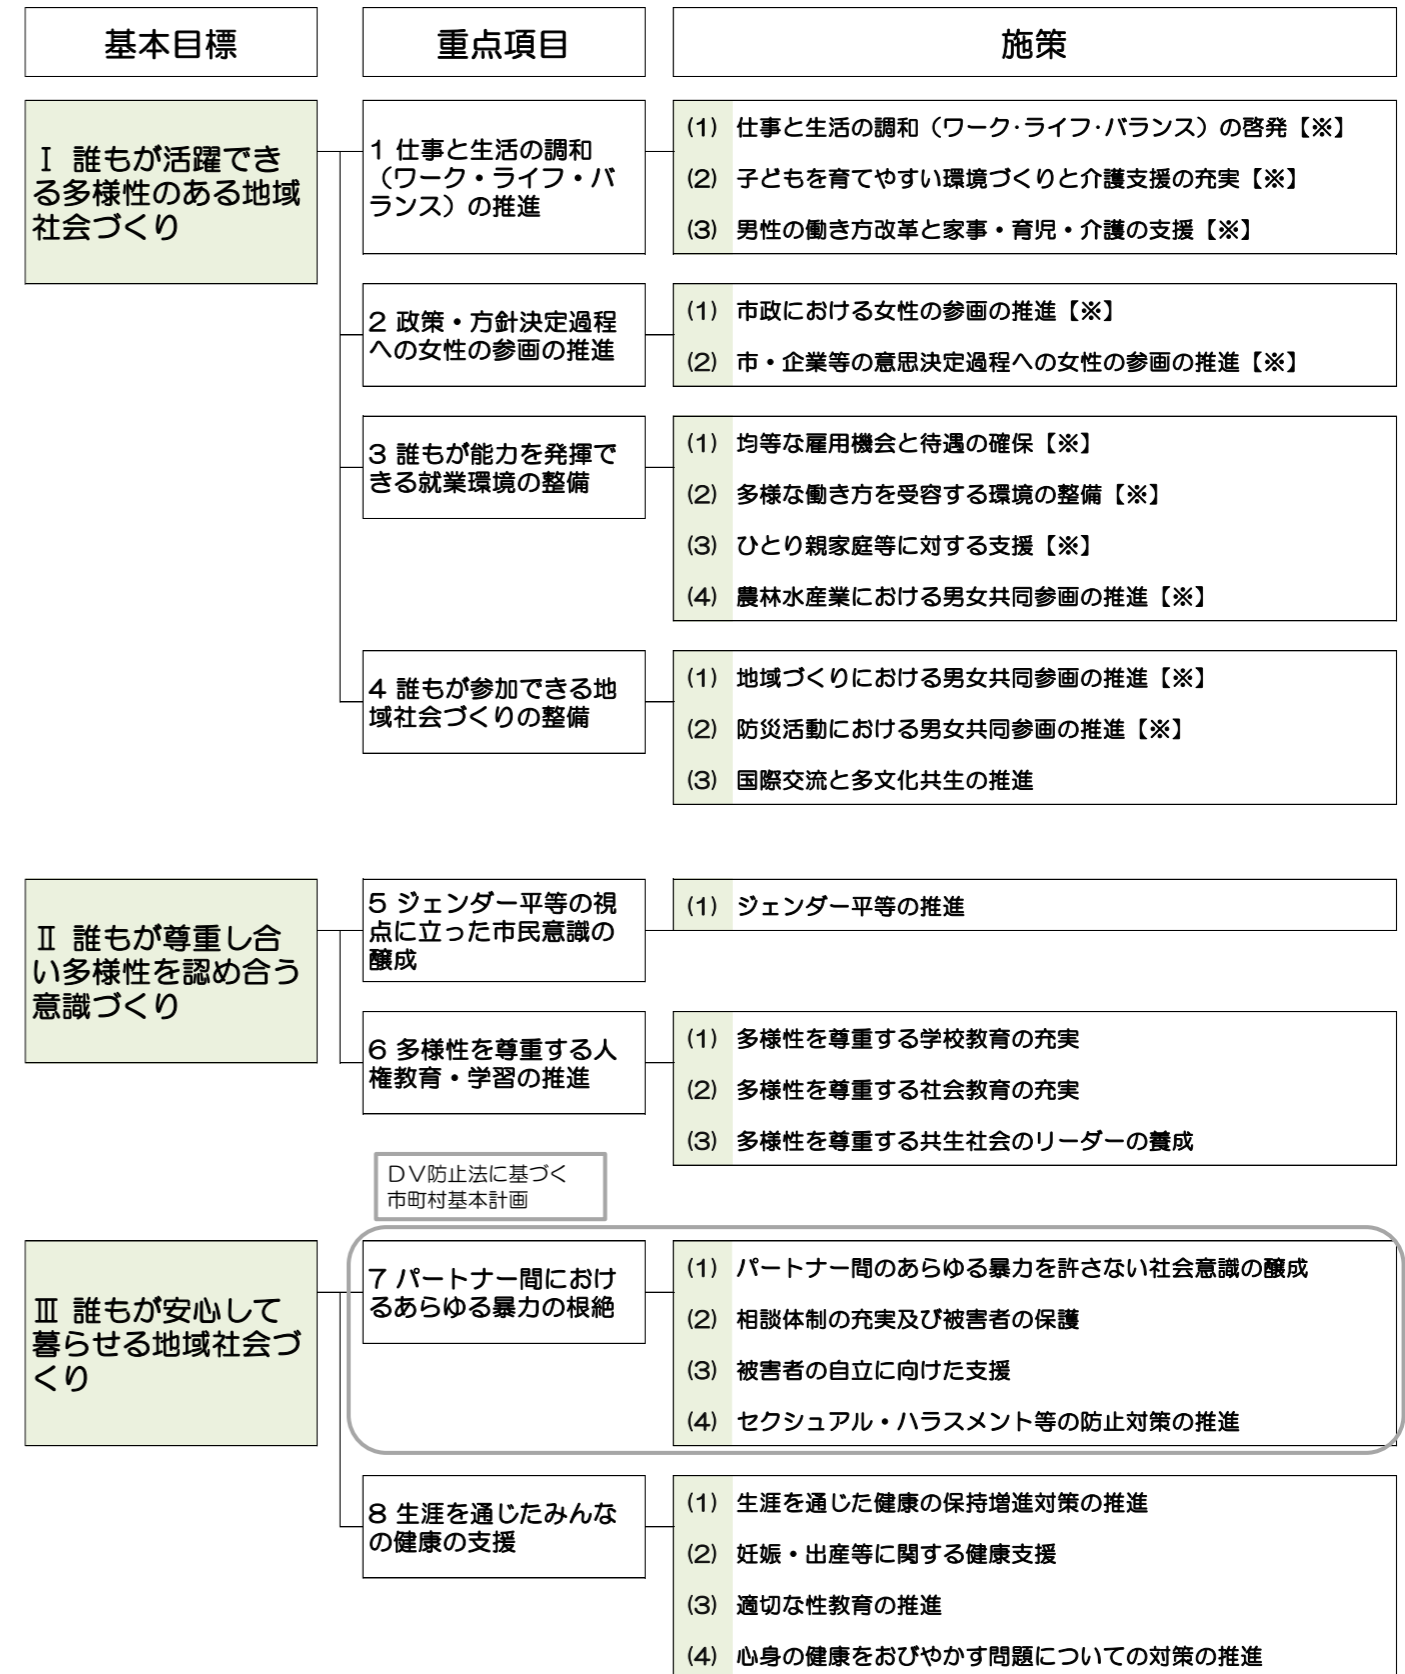 基本目標
重点項目
施策
Ⅰ 誰もが活躍でき
る多様性のある地域
社会づくり
1 仕事と生活の調和
（ワーク・ライフ・バ
ランス）の推進
(1) 仕事と生活の調和（ワーク･ライフ･バランス）の啓発【※】
(2) 子どもを育てやすい環境づくりと介護支援の充実【※】
(3) 男性の働き方改革と家事・育児・介護の支援【※】
2 政策・方針決定過程
への女性の参画の推進
(1) 市政における女性の参画の推進【※】
(2) 市・企業等の意思決定過程への女性の参画の推進【※】
3 誰もが能力を発揮で
きる就業環境の整備
(1) 均等な雇用機会と待遇の確保【※】
(2) 多様な働き方を受容する環境の整備【※】
(3) ひとり親家庭等に対する支援【※】
(4) 農林水産業における男女共同参画の推進【※】
4 誰もが参加できる地
域社会づくりの整備
(1) 地域づくりにおける男女共同参画の推進【※】
(2) 防災活動における男女共同参画の推進【※】
(3) 国際交流と多文化共生の推進
Ⅱ 誰もが尊重し合
い多様性を認め合う
意識づくり
5 ジェンダー平等の視
点に立った市民意識の
醸成
(1) ジェンダー平等の推進
6 多様性を尊重する人
権教育・学習の推進
(1) 多様性を尊重する学校教育の充実
(2) 多様性を尊重する社会教育の充実
(3) 多様性を尊重する共生社会のリーダーの養成
ＤＶ防止法に基づく
市町村基本計画
Ⅲ 誰もが安心して
暮らせる地域社会づ
くり
7 パートナー間におけ
るあらゆる暴力の根絶
(1) パートナー間のあらゆる暴力を許さない社会意識の醸成
(2) 相談体制の充実及び被害者の保護
(3) 被害者の自立に向けた支援
(4) セクシュアル・ハラスメント等の防止対策の推進
8 生涯を通じたみんな
の健康の支援
(1) 生涯を通じた健康の保持増進対策の推進
(2) 妊娠・出産等に関する健康支援
(3) 適切な性教育の推進
(4) 心身の健康をおびやかす問題についての対策の推進